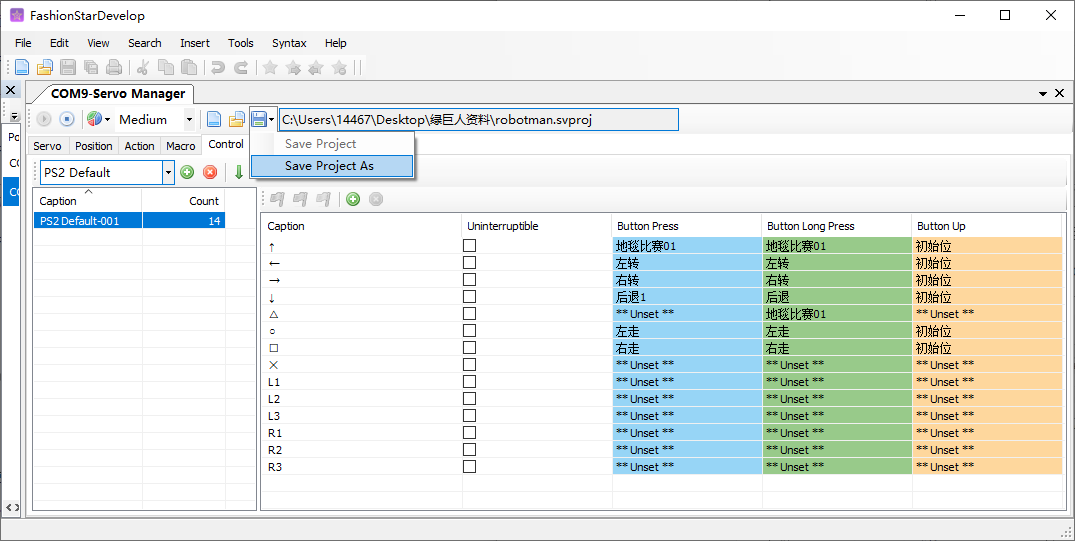 FashionStarDevelop
File Edit View Search Insert Tools Syntax Help
COM9-Servo Manager
Medium C:\Users\14467\Desktop\绿巨人资料\robotman.svproj
Save Project
Save Project As
Servo Position Action Macro Control
PS2 Default
Caption Count
PS2 Default-001 14
Caption Uninterruptible Button Press Button Long Press Button Up
↑ 地毯比赛01 地毯比赛01 初始位
← 左转 左转 初始位
→ 右转 右转 初始位
↓ 后退1 后退 初始位
△ ** Unset ** 地毯比赛01 ** Unset **
○ 左走 左走 初始位
□ 右走 右走 初始位
× ** Unset ** ** Unset ** ** Unset **
L1 ** Unset ** ** Unset ** ** Unset **
L2 ** Unset ** ** Unset ** ** Unset **
L3 ** Unset ** ** Unset ** ** Unset **
R1 ** Unset ** ** Unset ** ** Unset **
R2 ** Unset ** ** Unset ** ** Unset **
R3 ** Unset ** ** Unset ** ** Unset **